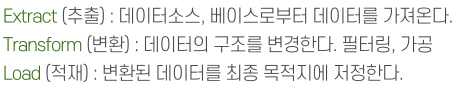 Extract (추출) : 데이터소스, 베이스로부터 데이터를 가져온다.
Transform (변환) : 데이터의 구조를 변경한다. 필터링, 가공
Load (적재) : 변환된 데이터를 최종 목적지에 저정한다.